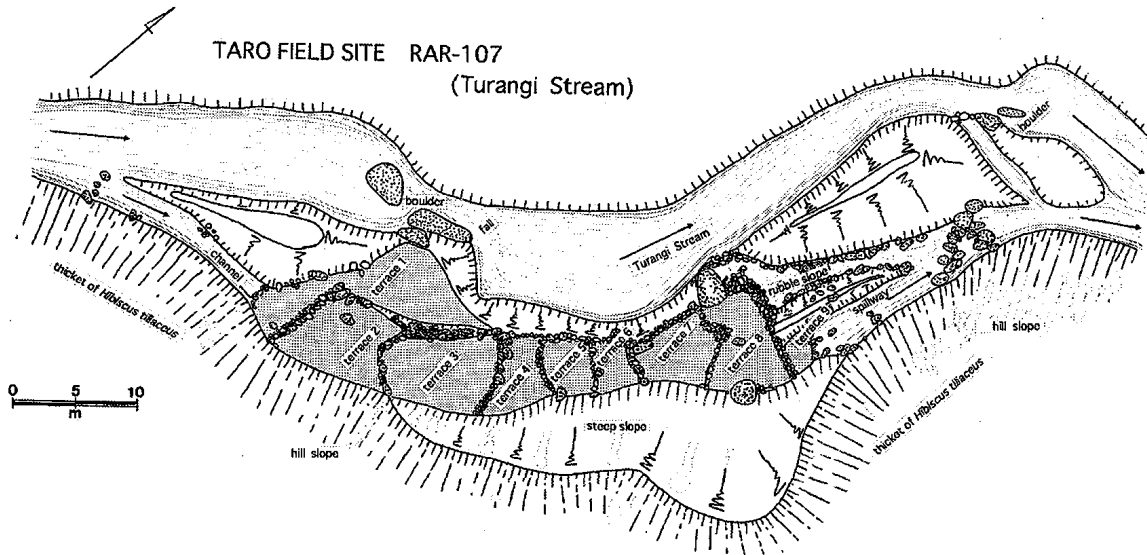 TARO FIELD SITE RAR-107
(Turangi Stream)
boulder
boulder
fall
Turangi Stream
channel
thicket of Hibiscus tiliaceus
terrace 1
terrace 2
terrace 3
terrace 4
terrace 5
terrace 6
terrace 7
terrace 8
terrace 9
rubble slope
spillway
hill slope
thicket of Hibiscus tiliaceus
steep slope
hill slope
0 5 10
m